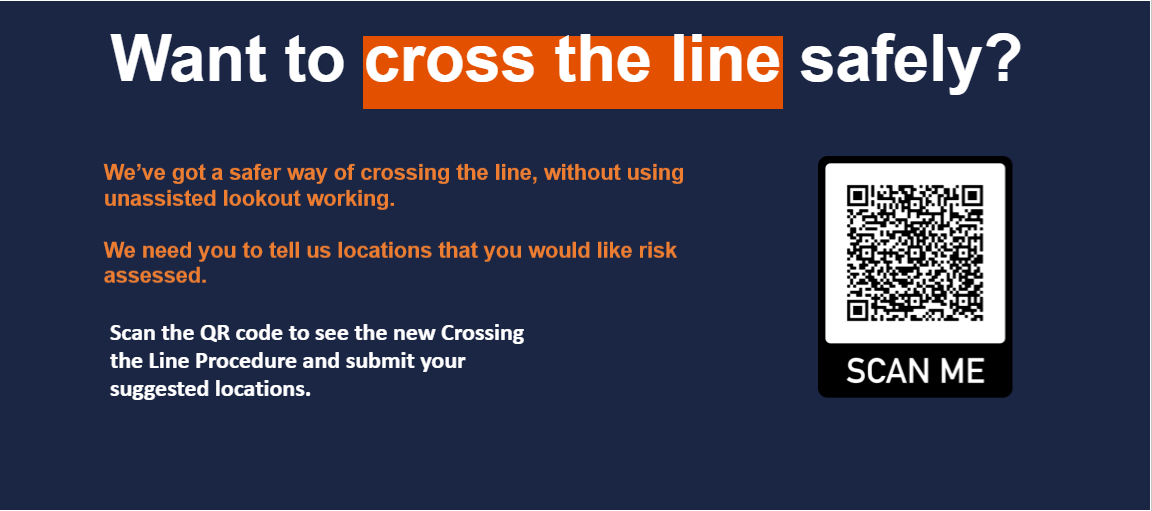 Want to cross the line safely?
We’ve got a safer way of crossing the line, without using
unassisted lookout working.
We need you to tell us locations that you would like risk
assessed.
Scan the QR code to see the new Crossing
the Line Procedure and submit your
suggested locations.
SCAN ME